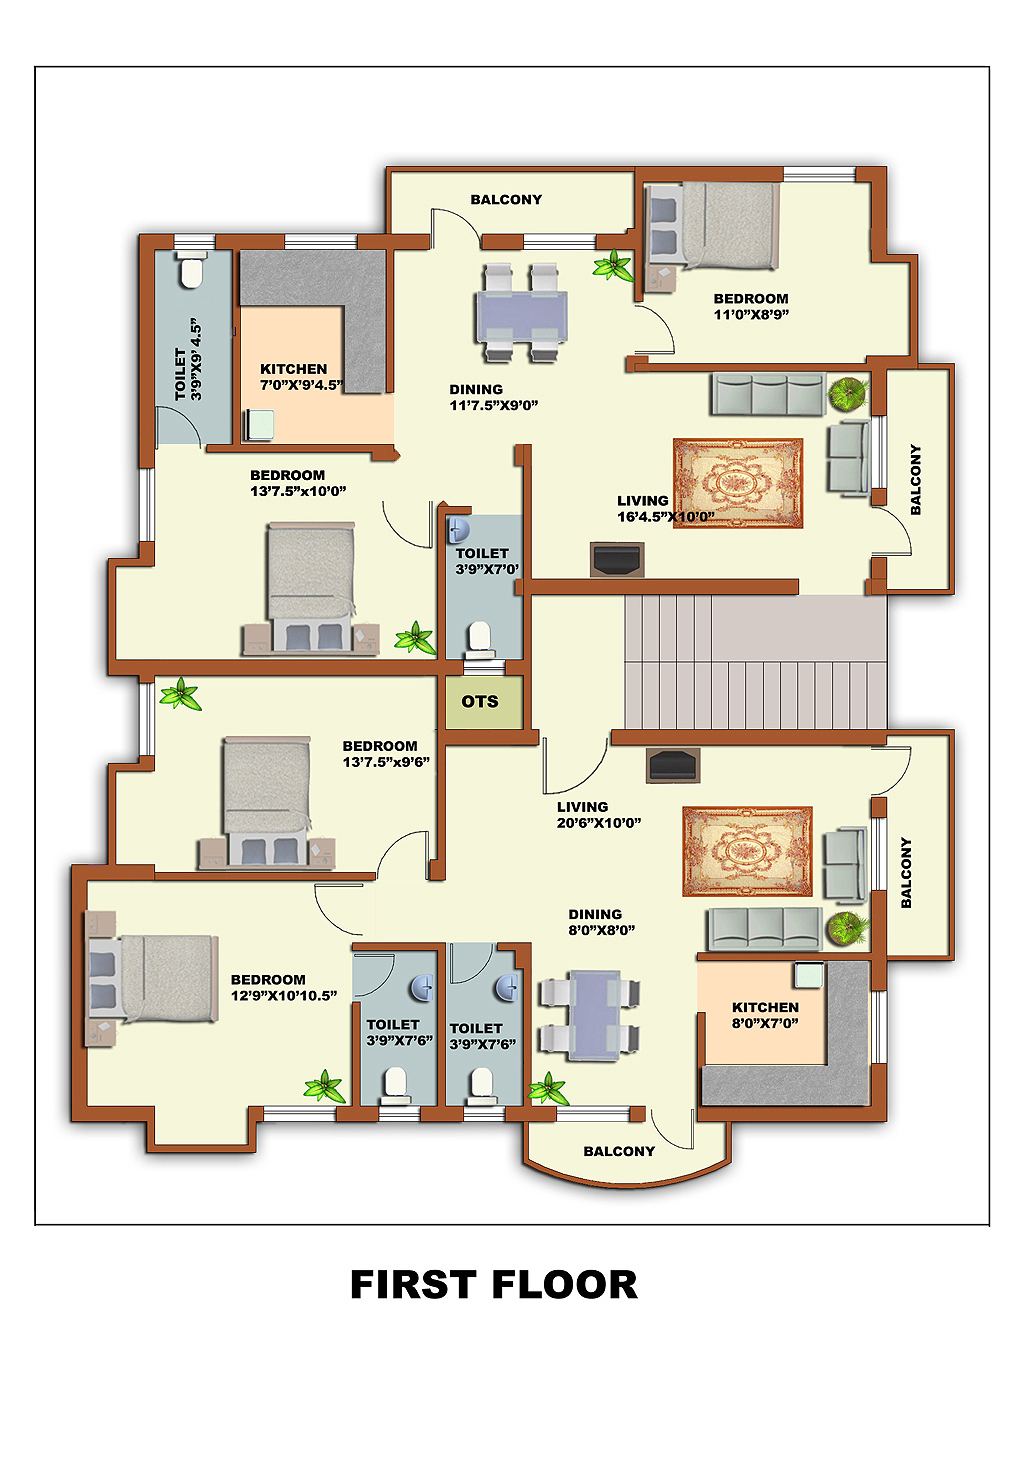 BALCONY
BEDROOM
11'0"X8'9"
TOILET
3'9"X9' 4.5"
KITCHEN
7'0"X'9'4.5"
DINING
11'7.5"X9'0"
BEDROOM
13'7.5"x10'0"
LIVING
16'4.5"X10'0"
BALCONY
TOILET
3'9"X7'0'
OTS
BEDROOM
13'7.5"x9'6"
LIVING
20'6"X10'0"
BALCONY
DINING
8'0"X8'0"
BEDROOM
12'9"X10'10.5"
TOILET
3'9"X7'6"
TOILET
3'9"X7'6"
KITCHEN
8'0"X7'0"
BALCONY
FIRST FLOOR